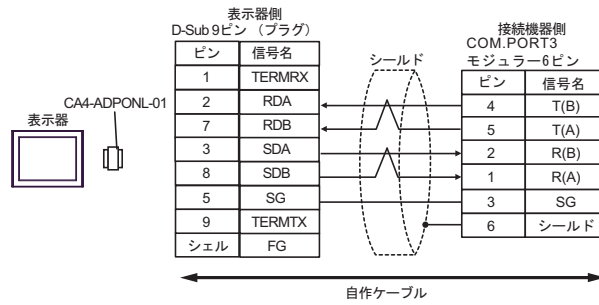 表示器側
D-Sub 9ピン （プラグ）
ピン 信号名
1 TERMRX
2 RDA
7 RDB
3 SDA
8 SDB
5 SG
9 TERMTX
シェル FG
シールド
接続機器側
COM.PORT3
モジュラー6ピン
ピン 信号名
4 T(B)
5 T(A)
2 R(B)
1 R(A)
3 SG
6 シールド
CA4-ADPONL-01
表示器
自作ケーブル